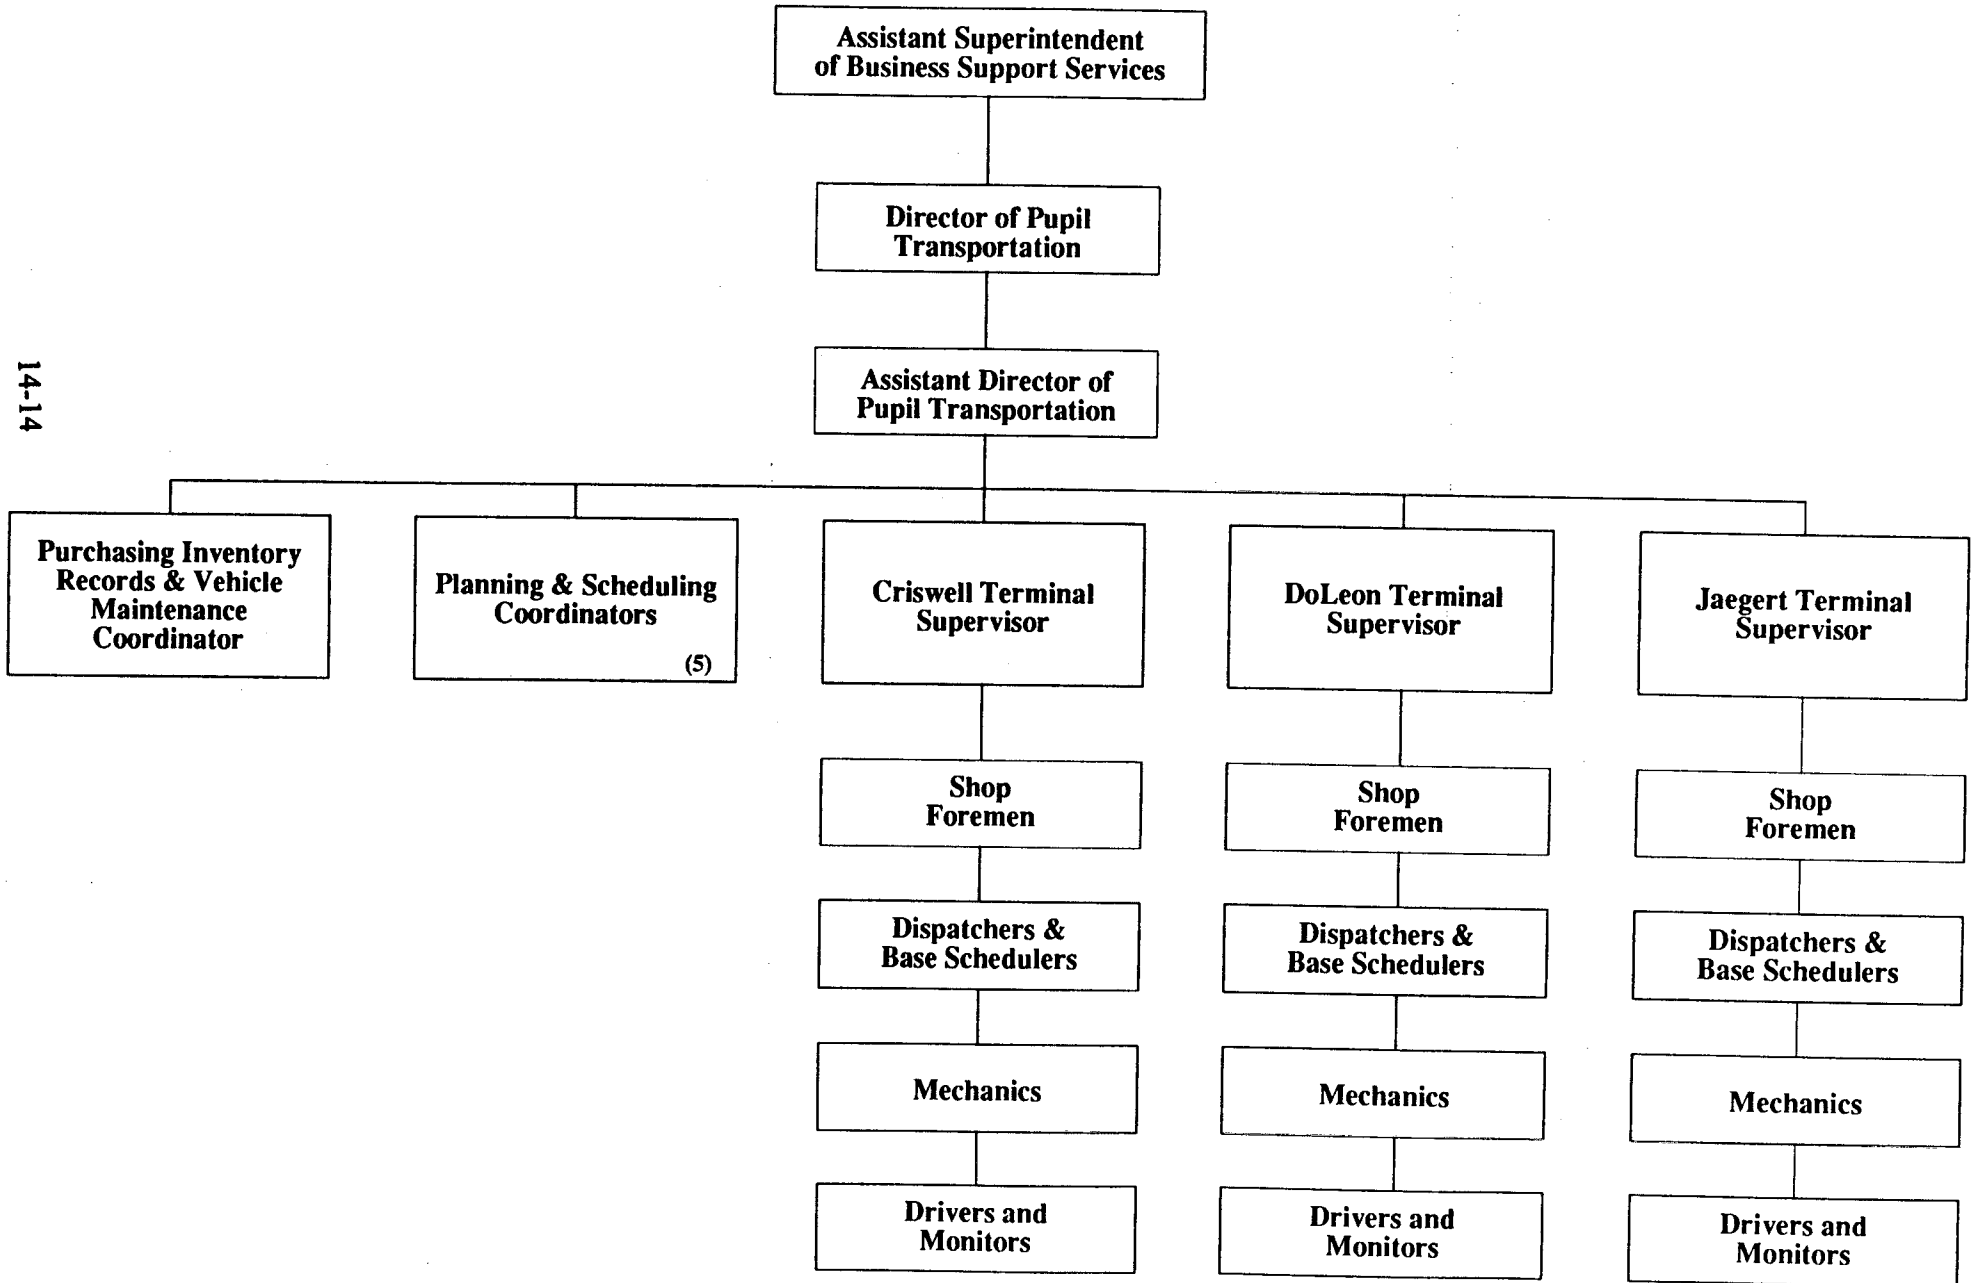 Assistant Superintendent
of Business Support Services
Director of Pupil
Transportation
Assistant Director of
Pupil Transportation
14-14
Purchasing Inventory
Records & Vehicle
Maintenance
Coordinator
Planning & Scheduling
Coordinators
(5)
Criswell Terminal
Supervisor
DoLeon Terminal
Supervisor
Jaegert Terminal
Supervisor
Shop
Foremen
Shop
Foremen
Shop
Foremen
Dispatchers &
Base Schedulers
Dispatchers &
Base Schedulers
Dispatchers &
Base Schedulers
Mechanics
Mechanics
Mechanics
Drivers and
Monitors
Drivers and
Monitors
Drivers and
Monitors